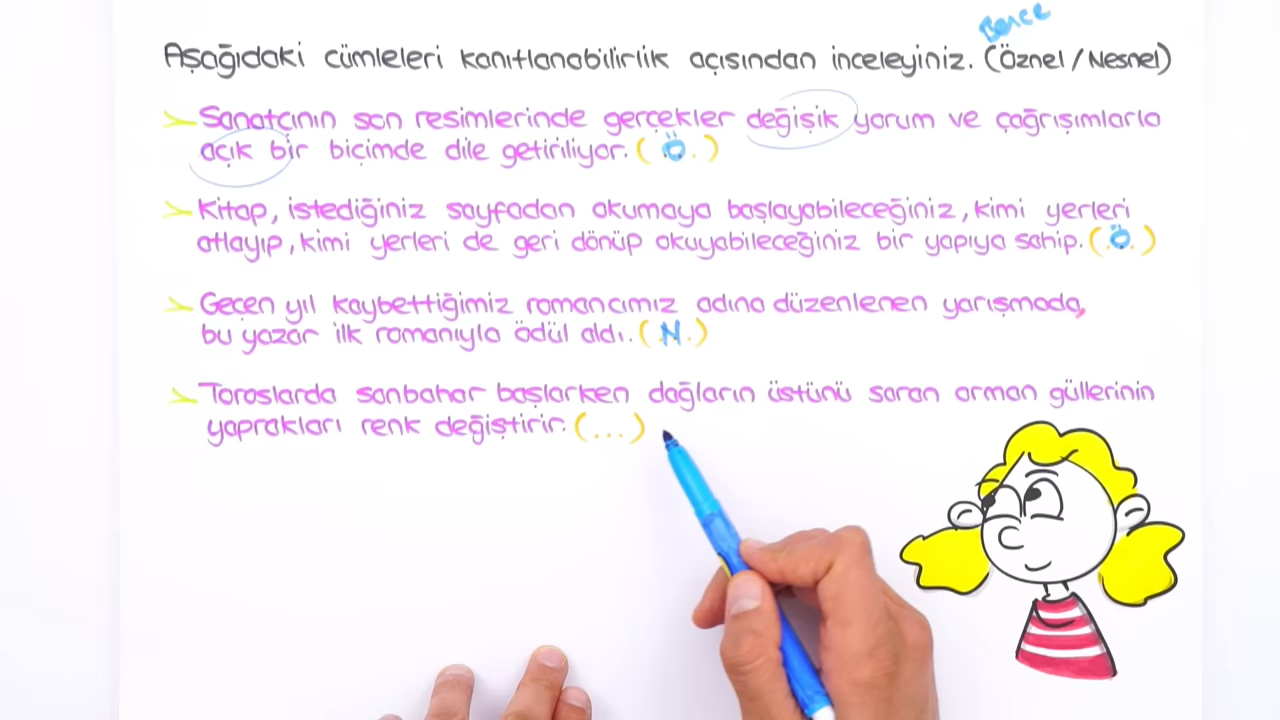 Bence
Aşağıdaki cümleleri kanıtlanabilirlik açısından inceleyiniz. (Öznel / Nesnel)
➤ Sanatçının son resimlerinde gerçekler değişik yorum ve çağrışımlarla
açık bir biçimde dile getiriliyor. (.Ö.)
➤ Kitap, istediğiniz sayfadan okumaya başlayabileceğiniz, kimi yerleri
atlayıp, kimi yerleri de geri dönüp okuyabileceğiniz bir yapıya sahip. (.Ö.)
➤ Geçen yıl kaybettiğimiz romancımız adına düzenlenen yarışmada,
bu yazar ilk romanıyla ödül aldı. (.N.)
➤ Toroslarda sonbahar başlarken dağların üstünü saran orman güllerinin
yaprakları renk değiştirir. (...)